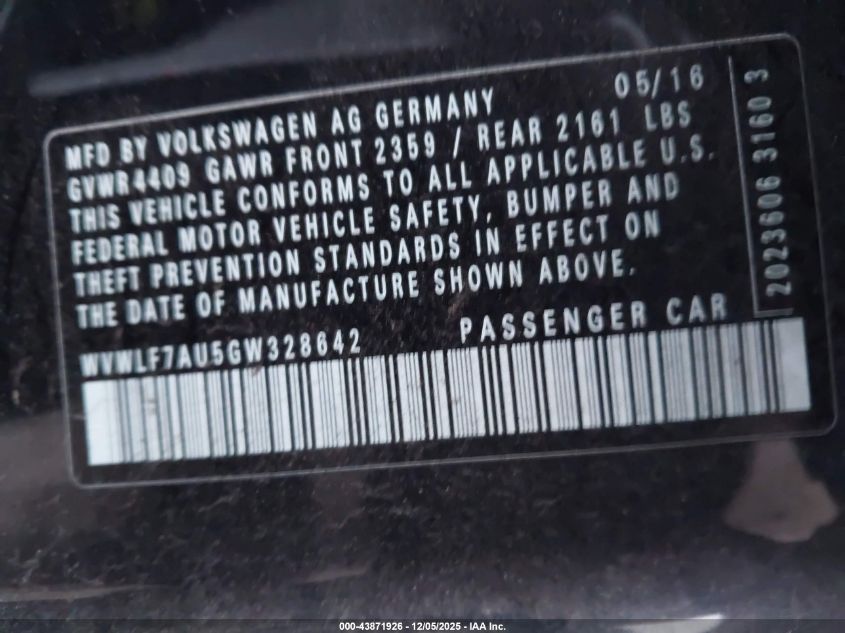 05/16
MFD BY VOLKSWAGEN AG GERMANY
GVWR4409 GAWR FRONT 2359 / REAR 2161 LBS
THIS VEHICLE CONFORMS TO ALL APPLICABLE U.S.
FEDERAL MOTOR VEHICLE SAFETY, BUMPER AND
THEFT PREVENTION STANDARDS IN EFFECT ON
THE DATE OF MANUFACTURE SHOWN ABOVE.
WVWLF7AU5GW328642 PASSENGER CAR
2023606 3160 3
000-43871926 - 12/05/2025 - IAA Inc.